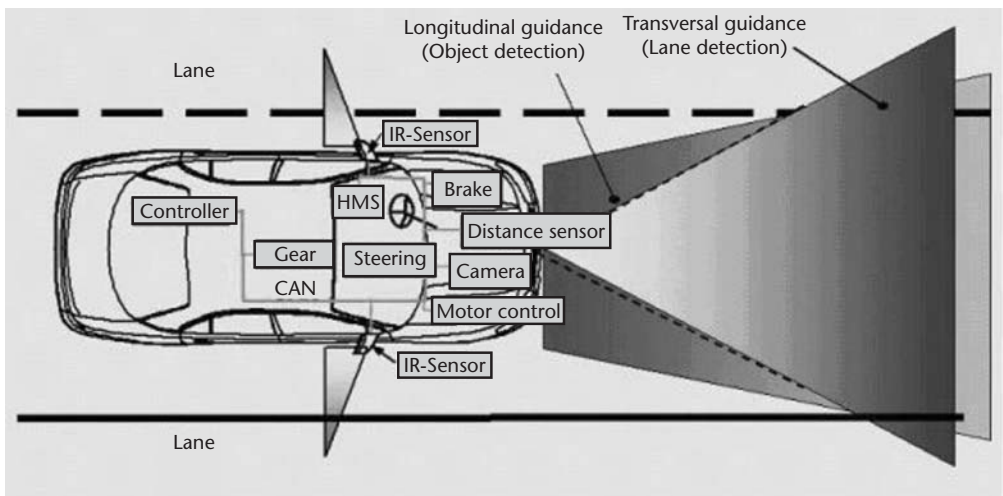 Longitudinal guidance
(Object detection)
Transversal guidance
(Lane detection)
Lane
IR-Sensor
Brake
HMS
Controller
Distance sensor
Gear
Steering
Camera
CAN
Motor control
IR-Sensor
Lane